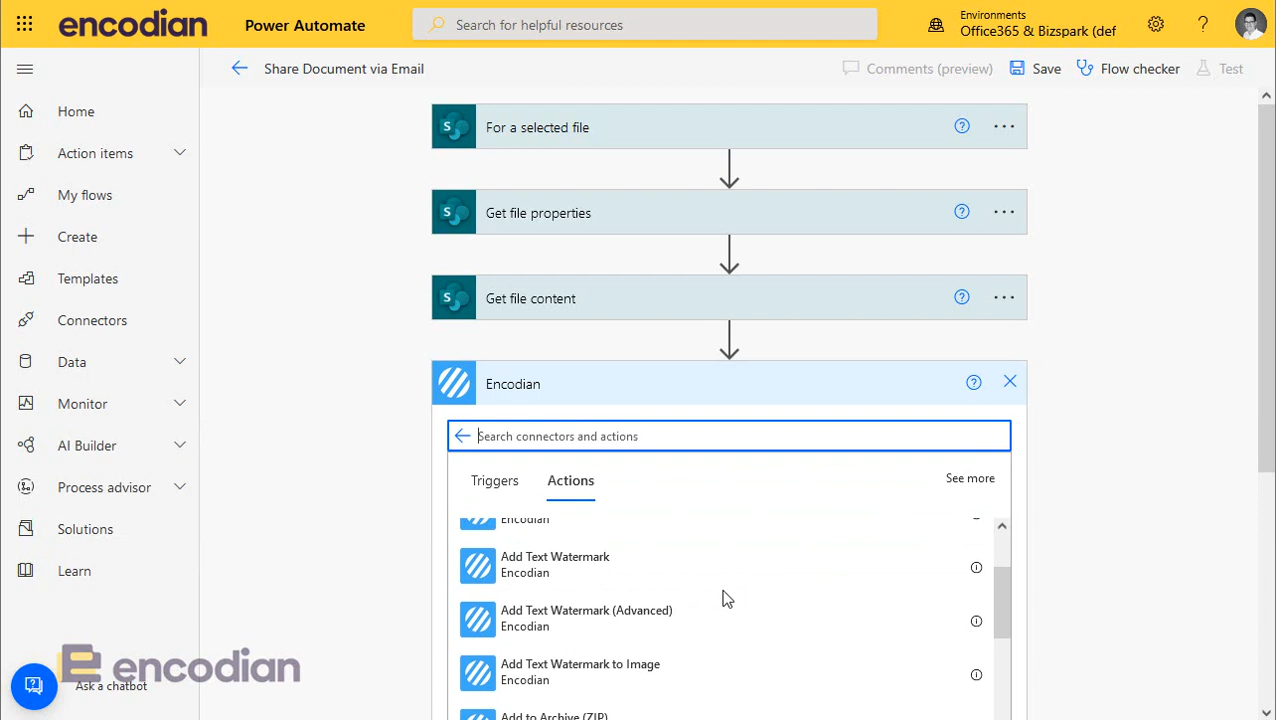 encodian
Power Automate
Search for helpful resources
Environments
Office365 & Bizspark (def
?
Share Document via Email
Comments (preview)
Save
Flow checker
Test
Home
Action items
My flows
Create
Templates
Connectors
Data
Monitor
AI Builder
Process advisor
Solutions
Learn
Ask a chatbot
encodian
S For a selected file ? ...
S Get file properties ? ...
S Get file content ? ...
Encodian ?
Search connectors and actions
Triggers Actions See more
Encodian
Add Text Watermark
Encodian
Add Text Watermark (Advanced)
Encodian
Add Text Watermark to Image
Encodian
Add to Archive (ZIP)